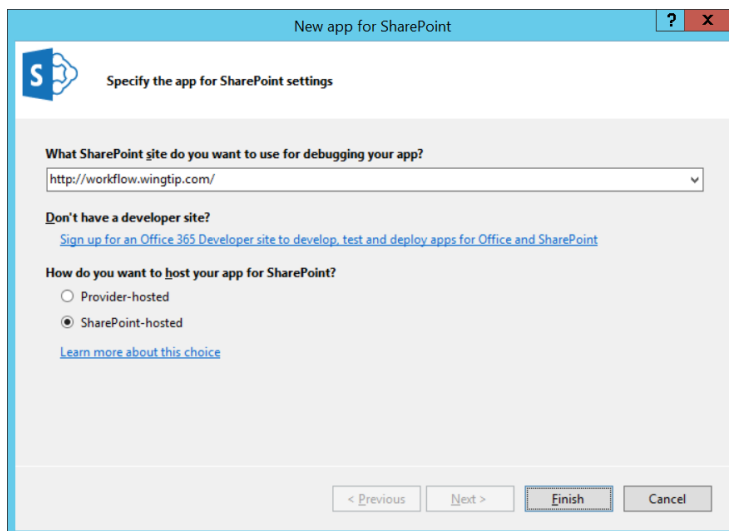 New app for SharePoint
? X
S
Specify the app for SharePoint settings
What SharePoint site do you want to use for debugging your app?
http://workflow.wingtip.com/
Don't have a developer site?
Sign up for an Office 365 Developer site to develop, test and deploy apps for Office and SharePoint
How do you want to host your app for SharePoint?
Provider-hosted
SharePoint-hosted
Learn more about this choice
< Previous Next > Finish Cancel